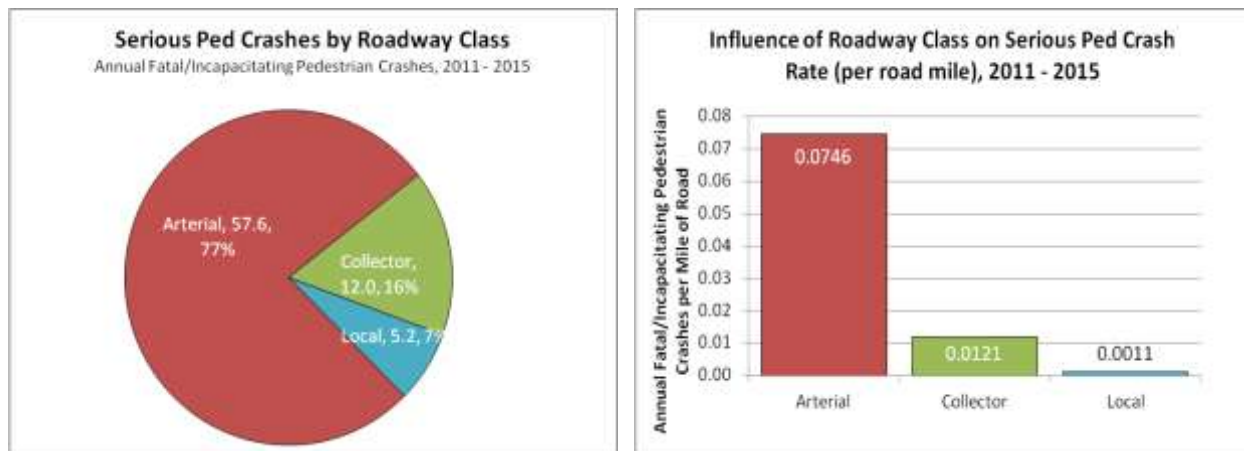 Serious Ped Crashes by Roadway Class
Annual Fatal/Incapacitating Pedestrian Crashes, 2011 - 2015
Arterial, 57.6,
77%
Collector,
12.0, 16%
Local, 5.2, 7%
Influence of Roadway Class on Serious Ped Crash
Rate (per road mile), 2011 - 2015
Annual Fatal/Incapacitating Pedestrian
Crashes per Mile of Road
0.08
0.07
0.06
0.05
0.04
0.03
0.02
0.01
0.00
0.0746
0.0121
0.0011
Arterial
Collector
Local